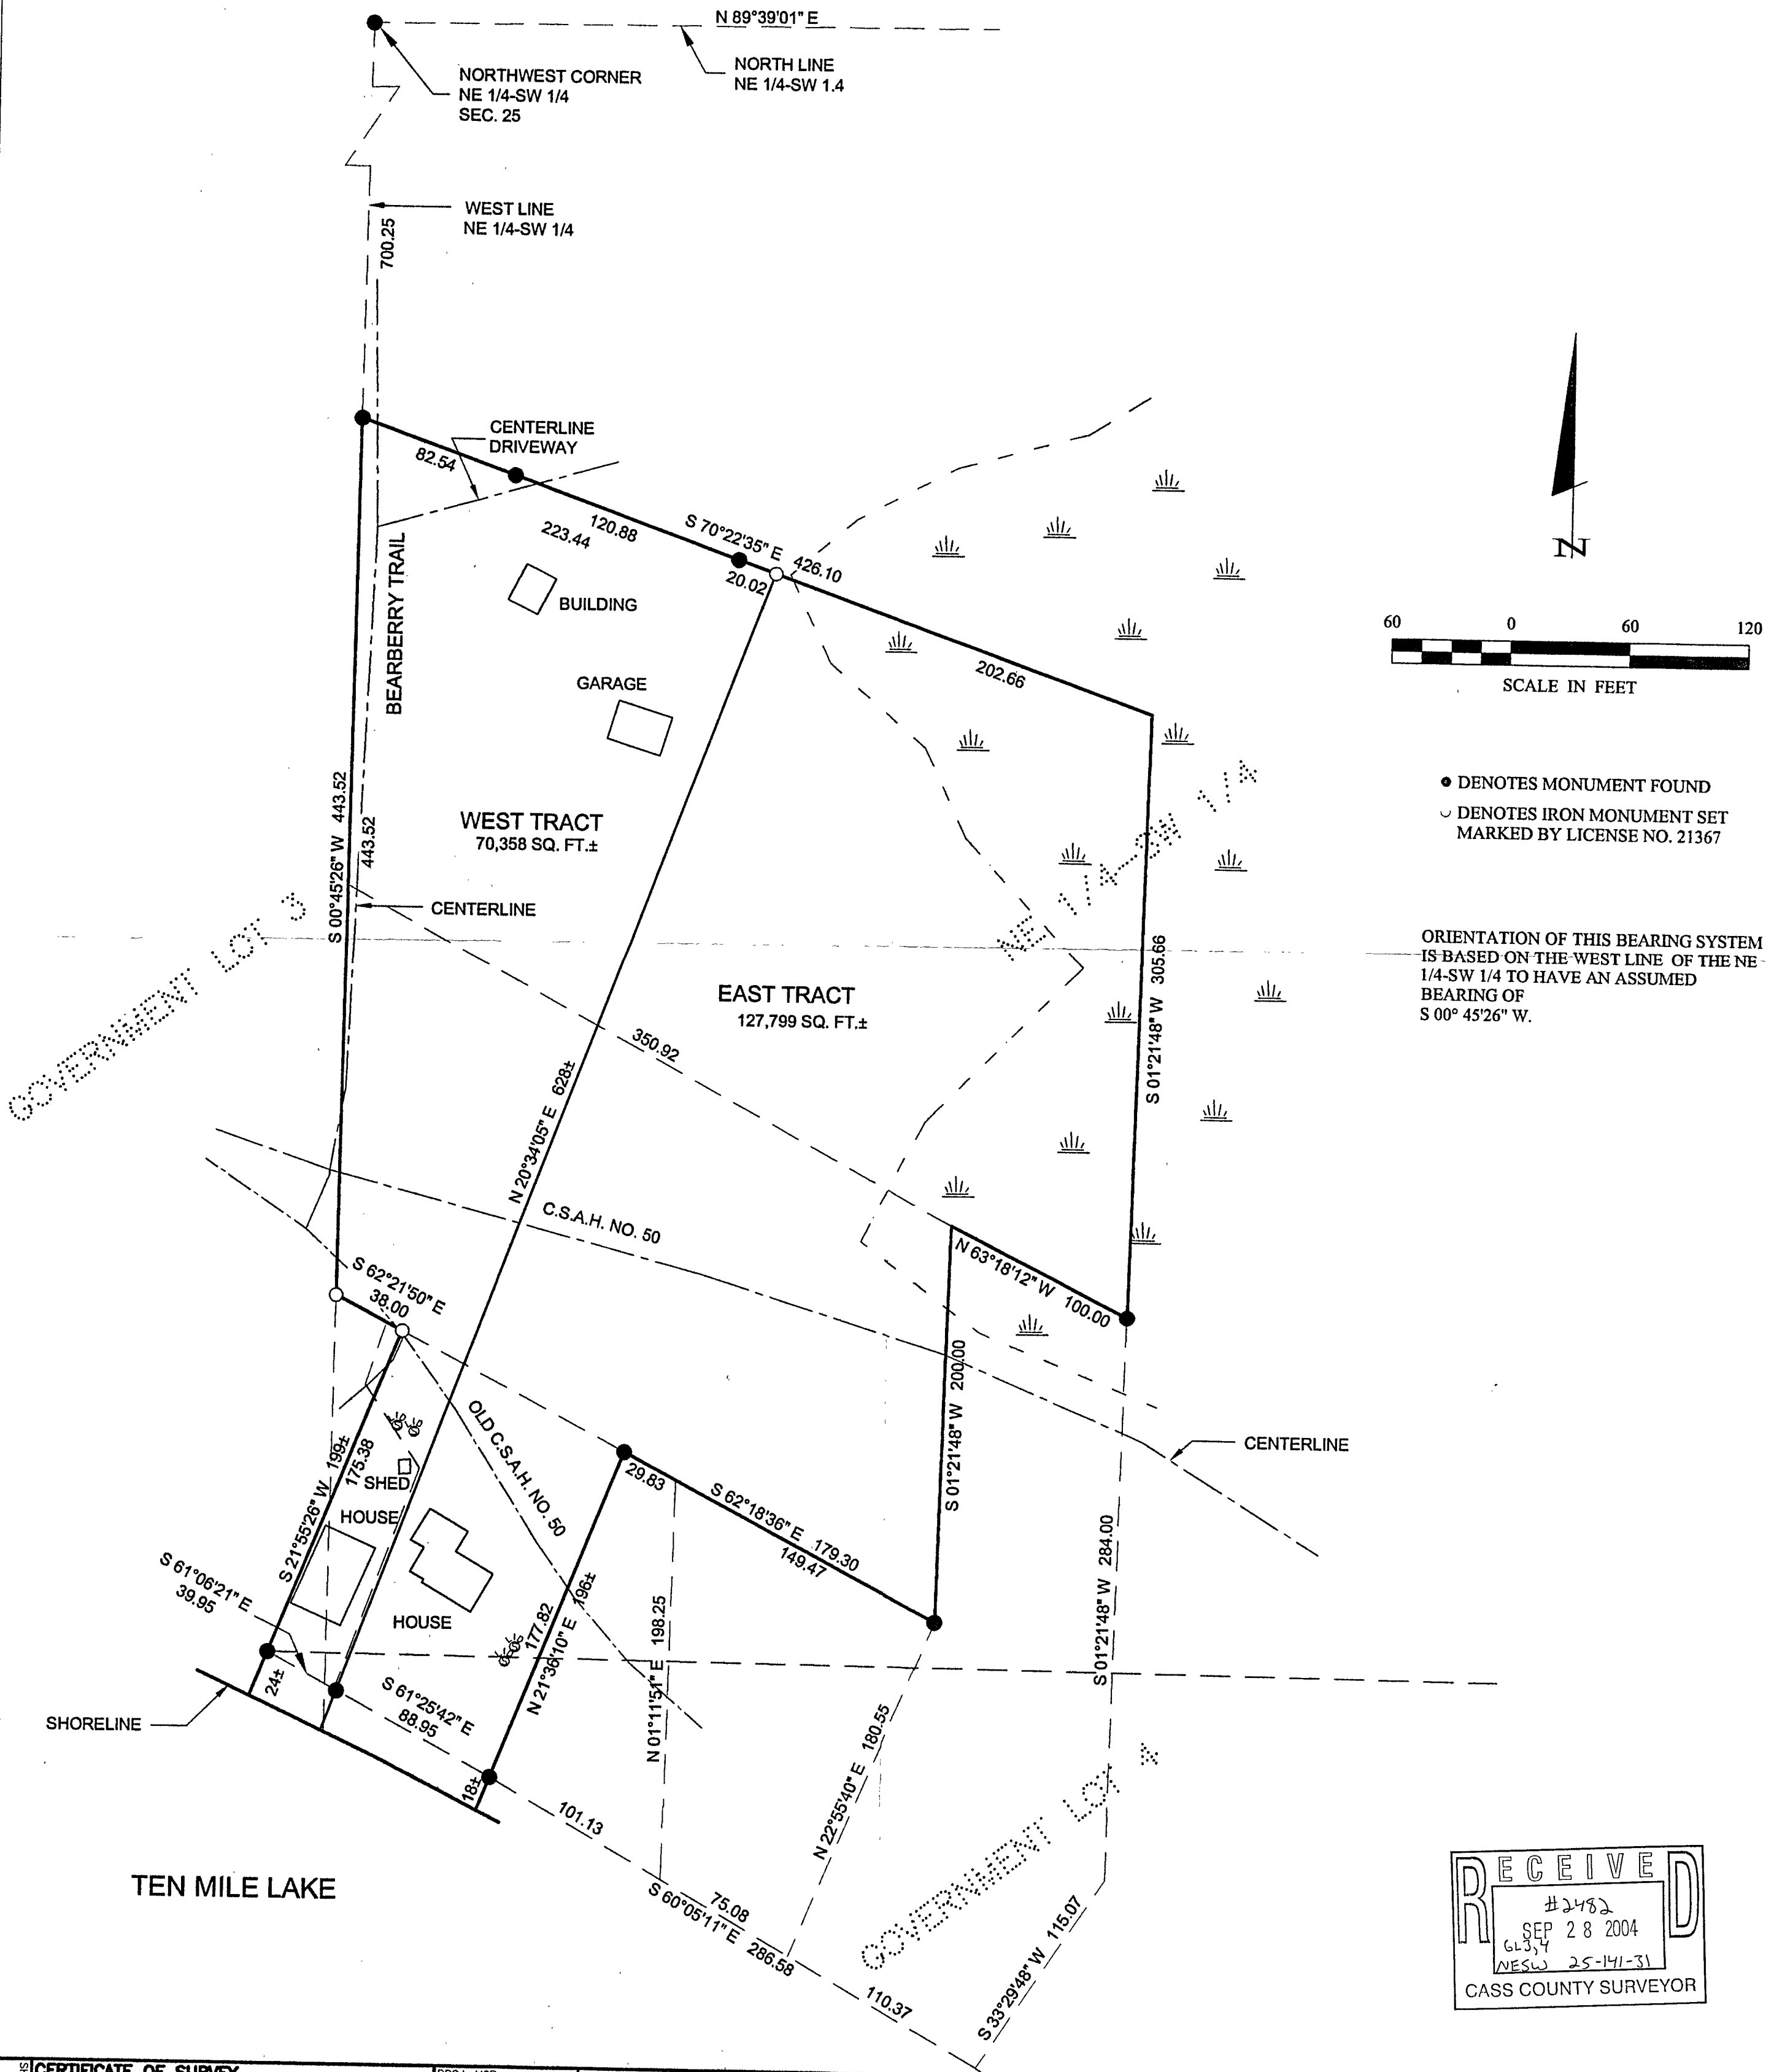 N 89°39'01" E
NORTHWEST CORNER
NE 1/4-SW 1/4
SEC. 25
NORTH LINE
NE 1/4-SW 1.4
WEST LINE
NE 1/4-SW 1/4
700.25
CENTERLINE
DRIVEWAY
82.54
120.88
223.44
S 70°22'35" E 426.10
20.02
202.66
BUILDING
GARAGE
BEARBERRY TRAIL
N
60 0 60 120
SCALE IN FEET
DENOTES MONUMENT FOUND
DENOTES IRON MONUMENT SET
MARKED BY LICENSE NO. 21367
ORIENTATION OF THIS BEARING SYSTEM
IS BASED ON THE WEST LINE OF THE NE
1/4-SW 1/4 TO HAVE AN ASSUMED
BEARING OF
S 00° 45'26" W.
WEST TRACT
70,358 SQ. FT.±
S 00°45'26" W 443.52
443.52
CENTERLINE
GOVERNMENT LOT 3
NE 1/4-SW 1/4
EAST TRACT
127,799 SQ. FT.±
350.92
N 20°34'05" E 628±
S 01°21'48" W 305.66
C.S.A.H. NO. 50
N 63°18'12" W 100.00
S 62°21'50" E
38.00
S 01°21'48" W 200.00
CENTERLINE
OLD C.S.A.H. NO. 50
29.83
S 62°18'36" E 179.30
149.47
S 21°55'26" W 199±
175.38
SHED
HOUSE
HOUSE
S 61°06'21" E
39.95
24±
S 61°25'42" E
88.95
177.82
N 21°36'10" E 196±
18±
N 01°11'51" E 198.25
S 01°21'48" W 284.00
SHORELINE
N 22°55'40" E 180.55
101.13
75.08
S 60°05'11" E 286.58
110.37
S 33°29'48" W 115.07
GOVERNMENT LOT 4
TEN MILE LAKE
RECEIVED
#2482
SEP 28 2004
GL3,4
NESW 25-141-31
CASS COUNTY SURVEYOR
CERTIFICATE OF SURVEY